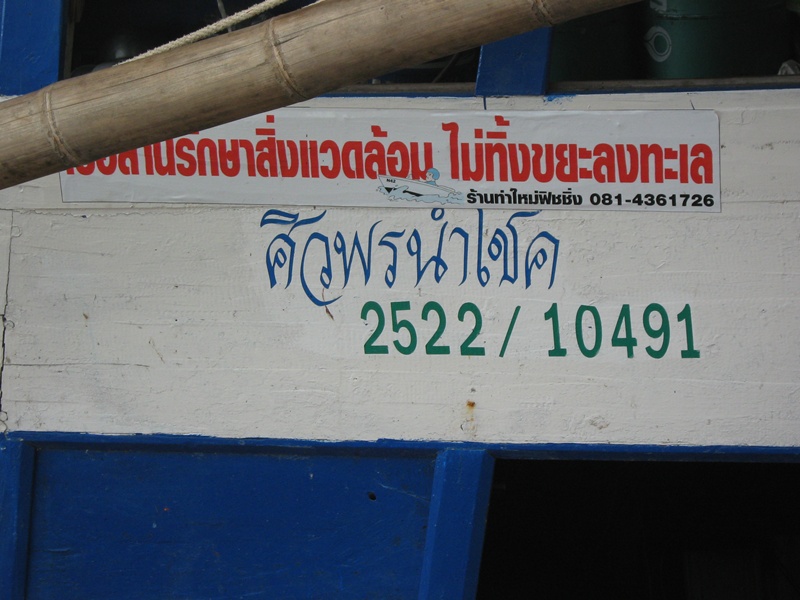 รักษาสิ่งแวดล้อม ไม่ทิ้งขยะลงทะเล
ร้านท่าใหม่ฟิชชิ่ง 081-4361726
ศิวพรนำโชค
2522 / 10491